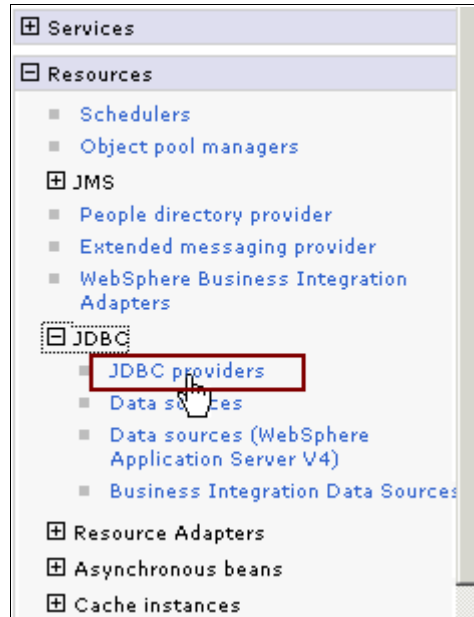 Services
Resources
Schedulers
Object pool managers
JMS
People directory provider
Extended messaging provider
WebSphere Business Integration
Adapters
JDBC
JDBC providers
Data sources
Data sources (WebSphere
Application Server V4)
Business Integration Data Sources
Resource Adapters
Asynchronous beans
Cache instances